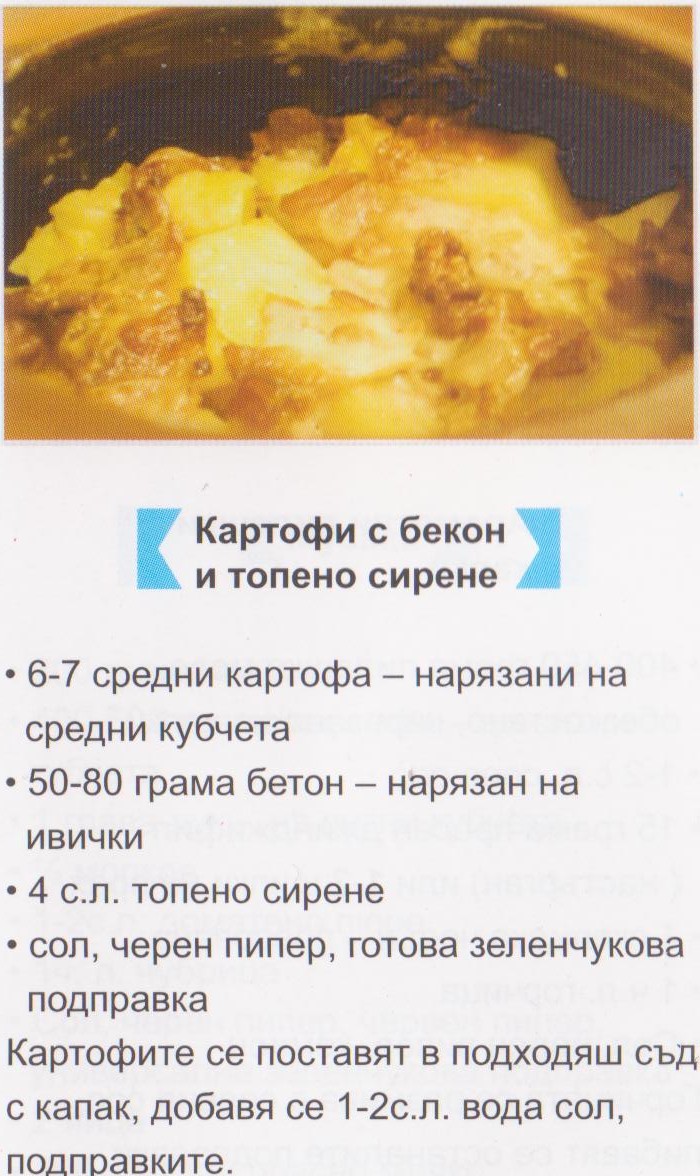 Картофи с бекон
и топено сирене
• 6-7 средни картофа – нарязани на
средни кубчета
• 50-80 грама бетон – нарязан на
ивички
• 4 с.л. топено сирене
• сол, черен пипер, готова зеленчукова
подправка
Картофите се поставят в подходящ съд
с капак, добавя се 1-2с.л. вода сол,
подправките.